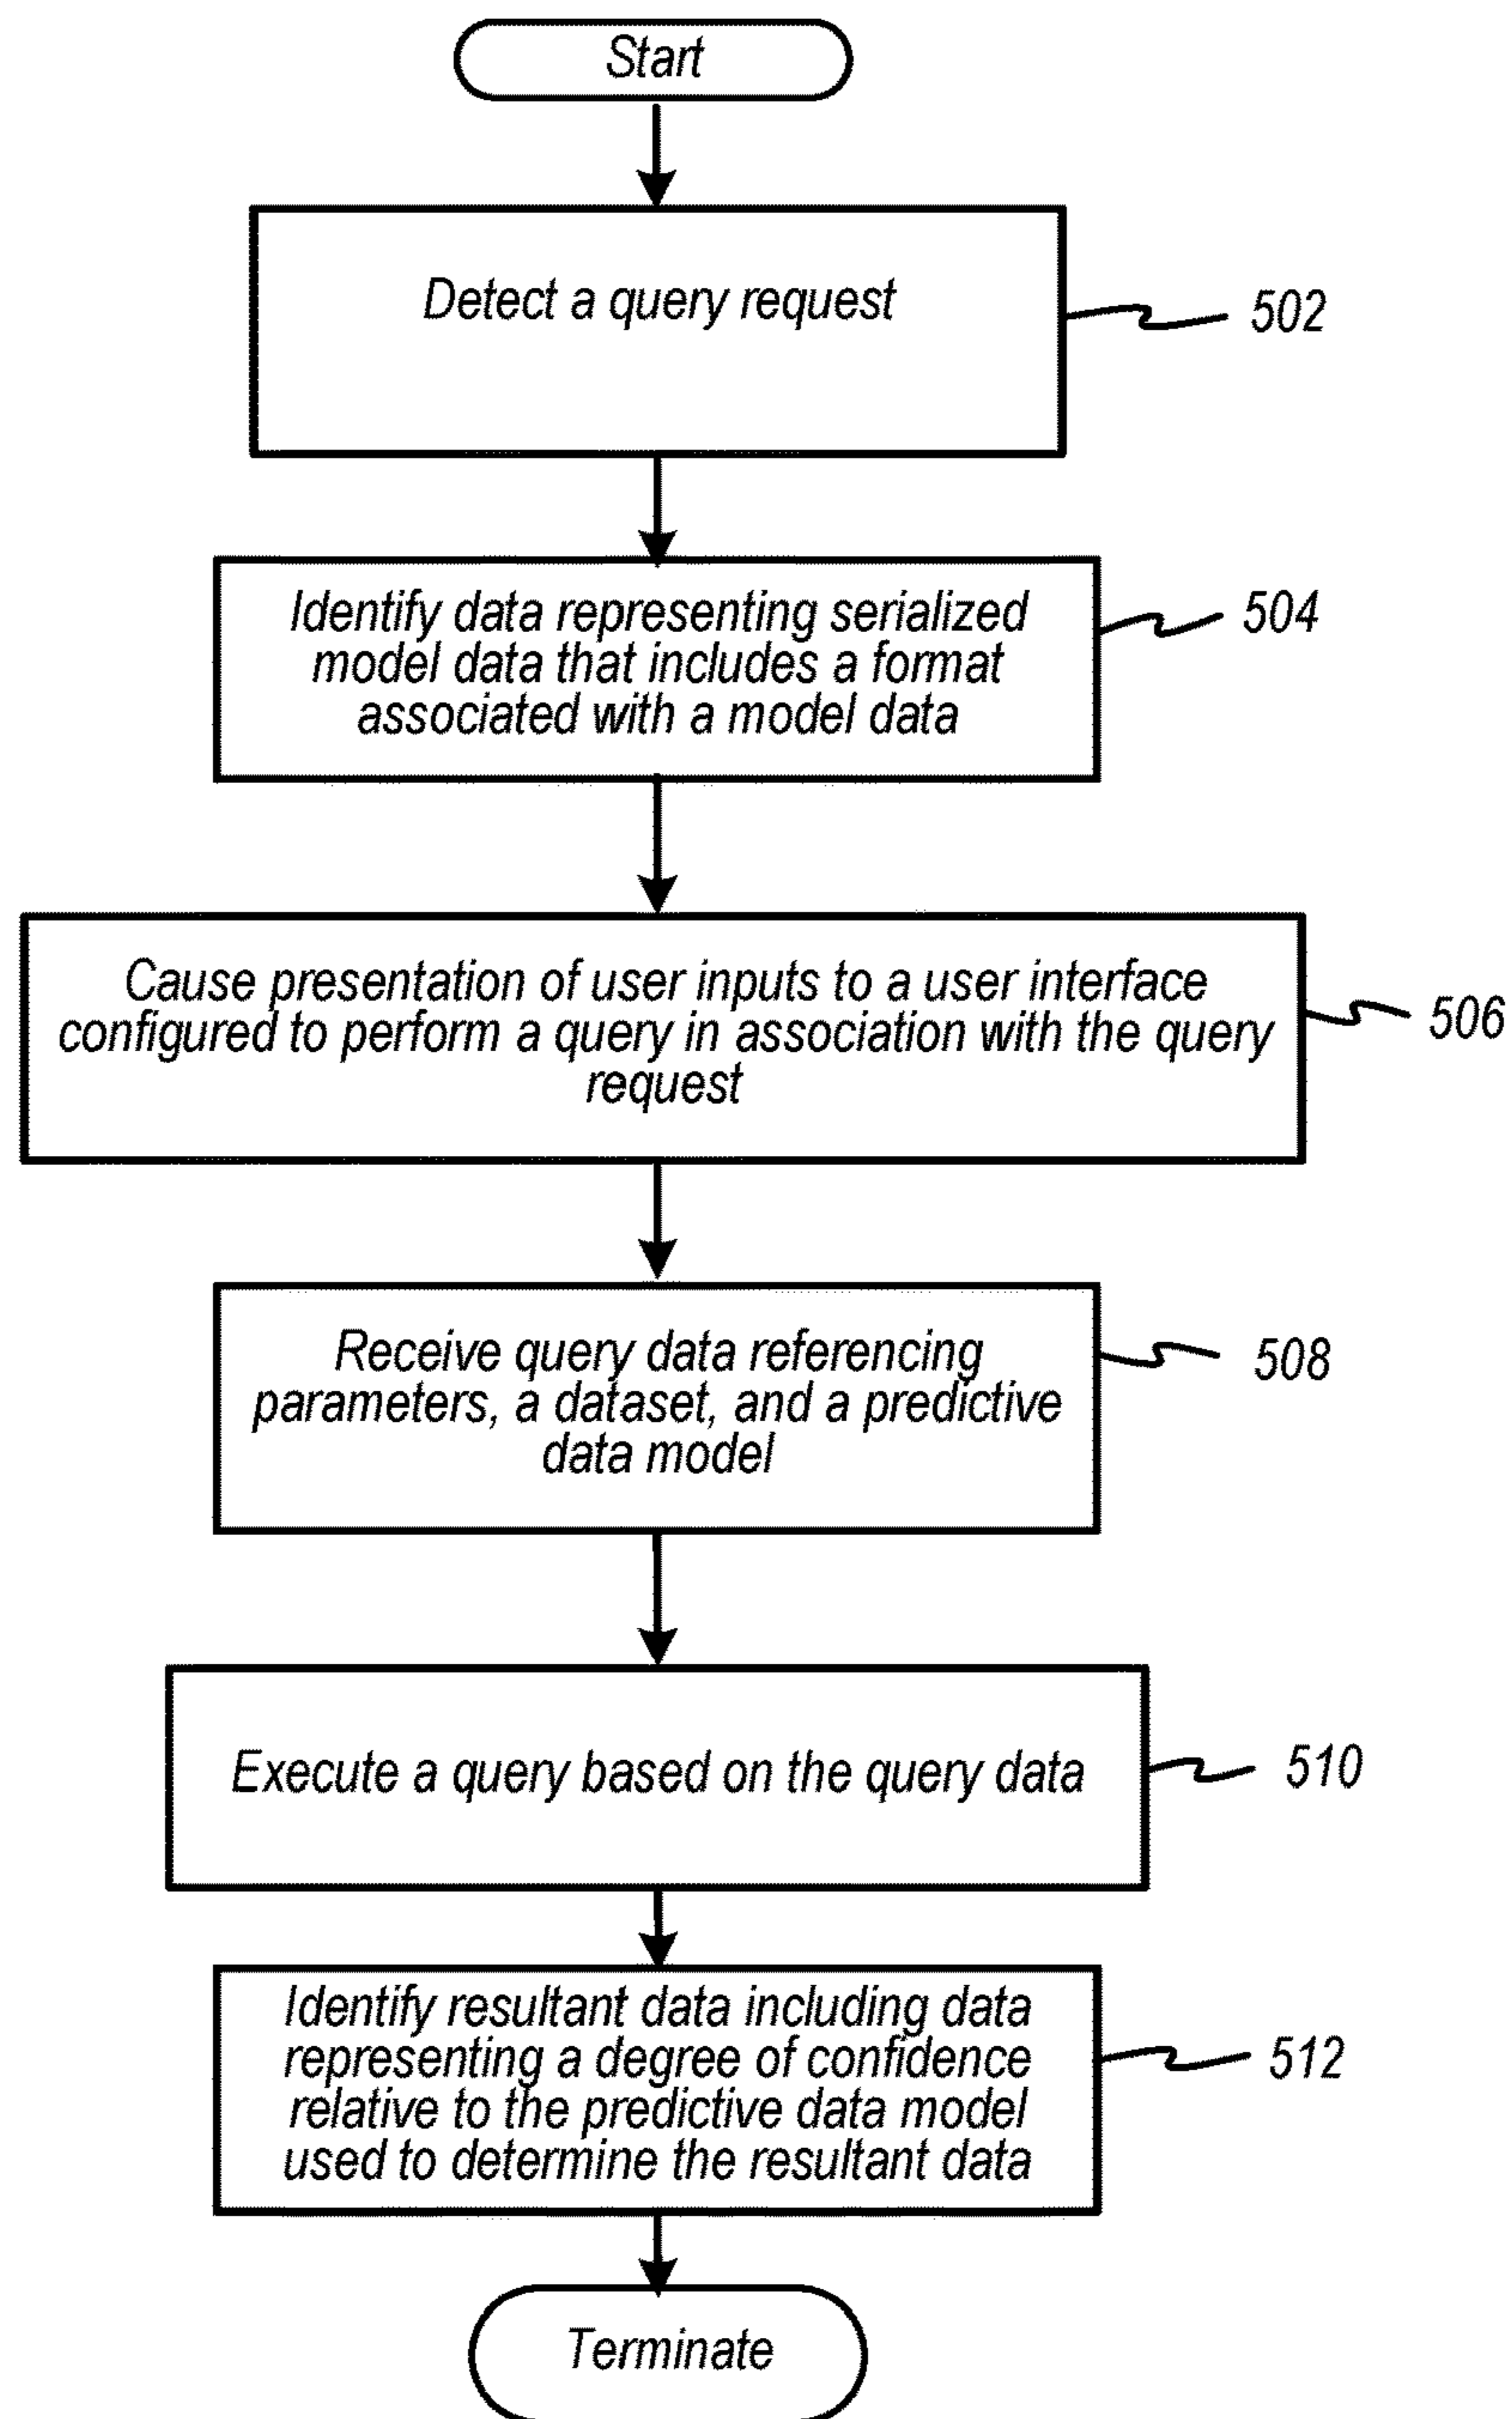 Start
Detect a query request
502
Identify data representing serialized
model data that includes a format
associated with a model data
504
Cause presentation of user inputs to a user interface
configured to perform a query in association with the query
request
506
Receive query data referencing
parameters, a dataset, and a predictive
data model
508
Execute a query based on the query data
510
Identify resultant data including data
representing a degree of confidence
relative to the predictive data model
used to determine the resultant data
512
Terminate